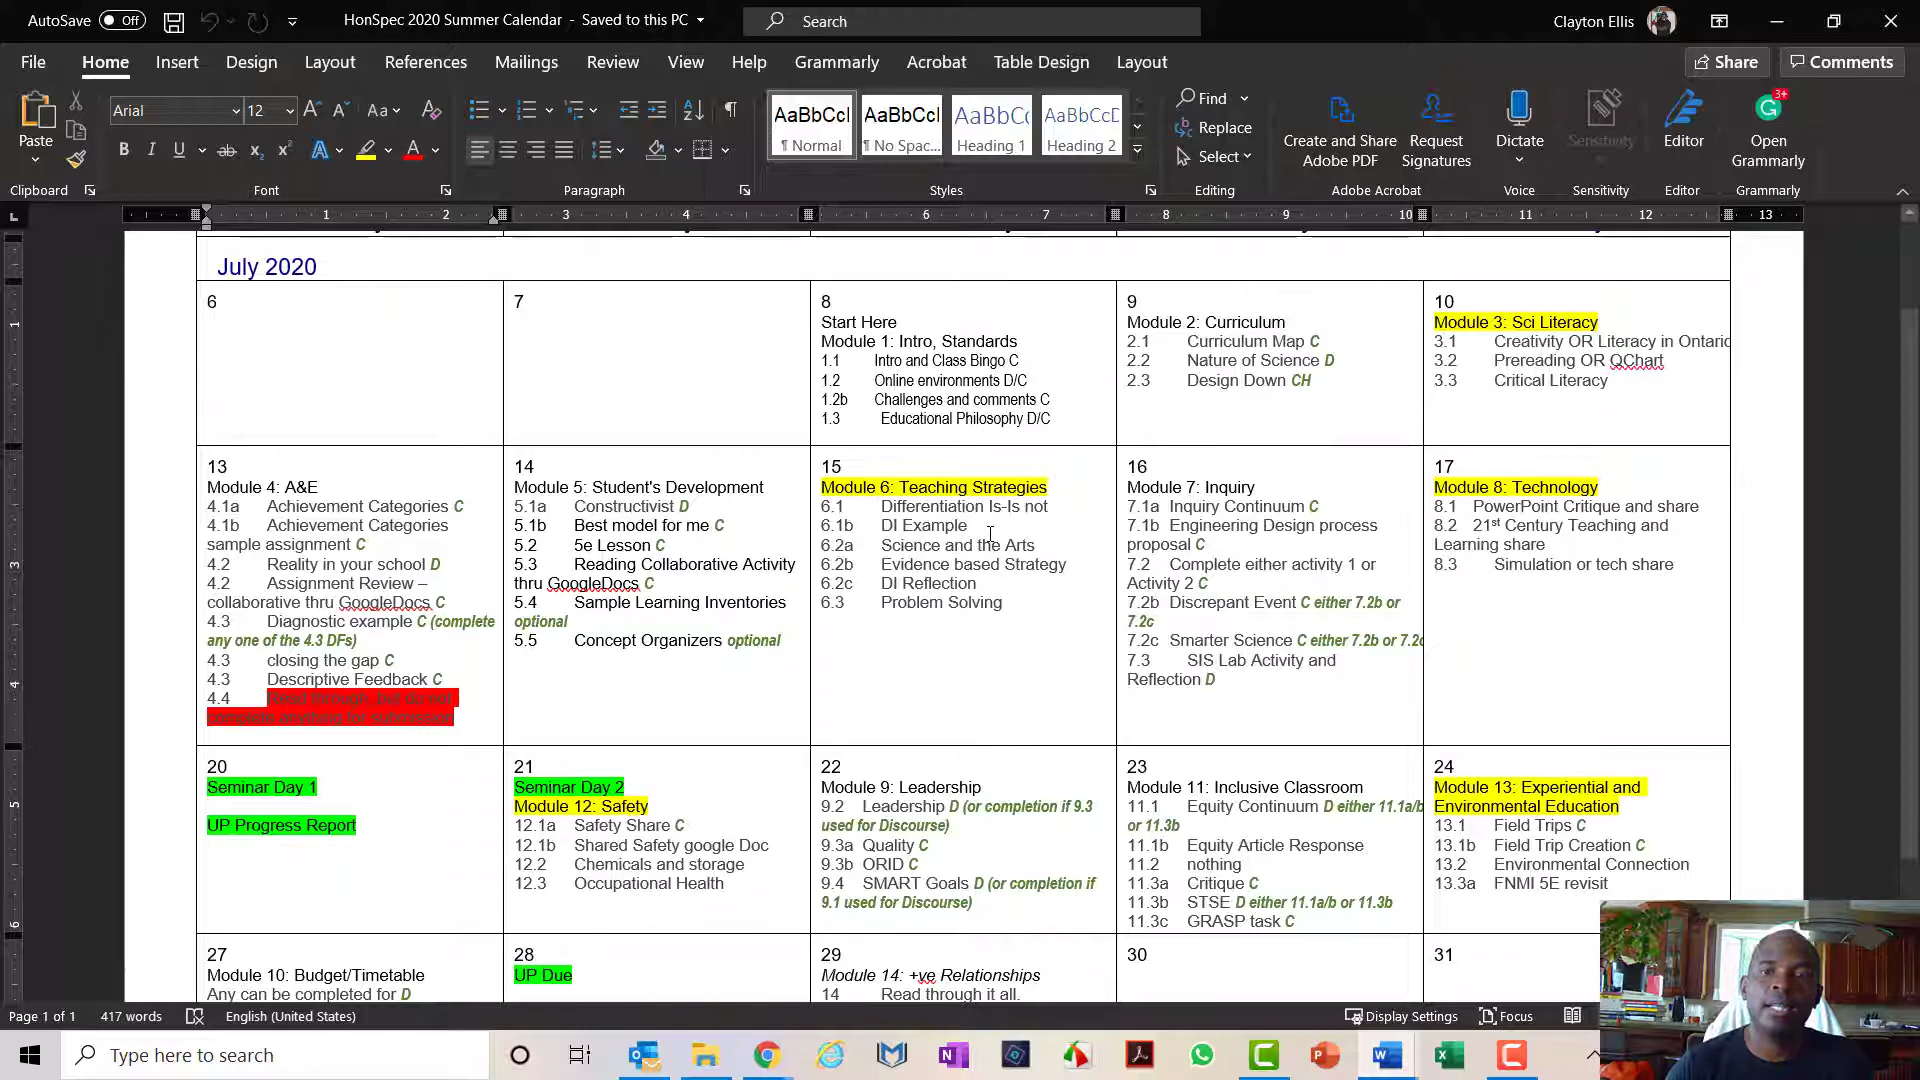 AutoSave Off HonSpec 2020 Summer Calendar - Saved to this PC Search Clayton Ellis
File Home Insert Design Layout References Mailings Review View Help Grammarly Acrobat Table Design Layout Share Comments
Paste Arial 12 Aa
Clipboard Font Paragraph
AaBbCcl AaBbCcl AaBbC( AaBbCcD
¶ Normal ¶ No Spac... Heading 1 Heading 2
Styles
Find
Replace
Select
Editing
Create and Share Adobe PDF
Request Signatures
Adobe Acrobat
Dictate
Voice
Sensitivity
Sensitivity
Editor
Editor
3+
Open Grammarly
Grammarly
1 2 3 4 6 7 8 9 10 11 12 13
July 2020
6
7
8
Start Here
Module 1: Intro, Standards
1.1 Intro and Class Bingo C
1.2 Online environments D/C
1.2b Challenges and comments C
1.3 Educational Philosophy D/C
9
Module 2: Curriculum
2.1 Curriculum Map C
2.2 Nature of Science D
2.3 Design Down CH
10
Module 3: Sci Literacy
3.1 Creativity OR Literacy in Ontario
3.2 Prereading OR QChart
3.3 Critical Literacy
13
Module 4: A&E
4.1a Achievement Categories C
4.1b Achievement Categories
sample assignment C
4.2 Reality in your school D
4.2 Assignment Review –
collaborative thru GoogleDocs C
4.3 Diagnostic example C (complete
any one of the 4.3 DFs)
4.3 closing the gap C
4.3 Descriptive Feedback C
4.4 Read through, but do not
complete anything for submission
14
Module 5: Student's Development
5.1a Constructivist D
5.1b Best model for me C
5.2 5e Lesson C
5.3 Reading Collaborative Activity
thru GoogleDocs C
5.4 Sample Learning Inventories
optional
5.5 Concept Organizers optional
15
Module 6: Teaching Strategies
6.1 Differentiation Is-Is not
6.1b DI Example
6.2a Science and the Arts
6.2b Evidence based Strategy
6.2c DI Reflection
6.3 Problem Solving
16
Module 7: Inquiry
7.1a Inquiry Continuum C
7.1b Engineering Design process
proposal C
7.2 Complete either activity 1 or
Activity 2 C
7.2b Discrepant Event C either 7.2b or
7.2c
7.2c Smarter Science C either 7.2b or 7.2c
7.3 SIS Lab Activity and
Reflection D
17
Module 8: Technology
8.1 PowerPoint Critique and share
8.2 21st Century Teaching and
Learning share
8.3 Simulation or tech share
20
Seminar Day 1
UP Progress Report
21
Seminar Day 2
Module 12: Safety
12.1a Safety Share C
12.1b Shared Safety google Doc
12.2 Chemicals and storage
12.3 Occupational Health
22
Module 9: Leadership
9.2 Leadership D (or completion if 9.3
used for Discourse)
9.3a Quality C
9.3b ORID C
9.4 SMART Goals D (or completion if
9.1 used for Discourse)
23
Module 11: Inclusive Classroom
11.1 Equity Continuum D either 11.1a/b
or 11.3b
11.1b Equity Article Response
11.2 nothing
11.3a Critique C
11.3b STSE D either 11.1a/b or 11.3b
11.3c GRASP task C
24
Module 13: Experiential and
Environmental Education
13.1 Field Trips C
13.1b Field Trip Creation C
13.2 Environmental Connection
13.3a FNMI 5E revisit
27
Module 10: Budget/Timetable
Any can be completed for D
28
UP Due
29
Module 14: +ve Relationships
14 Read through it all.
30
31
Page 1 of 1 417 words English (United States) Display Settings Focus
Type here to search